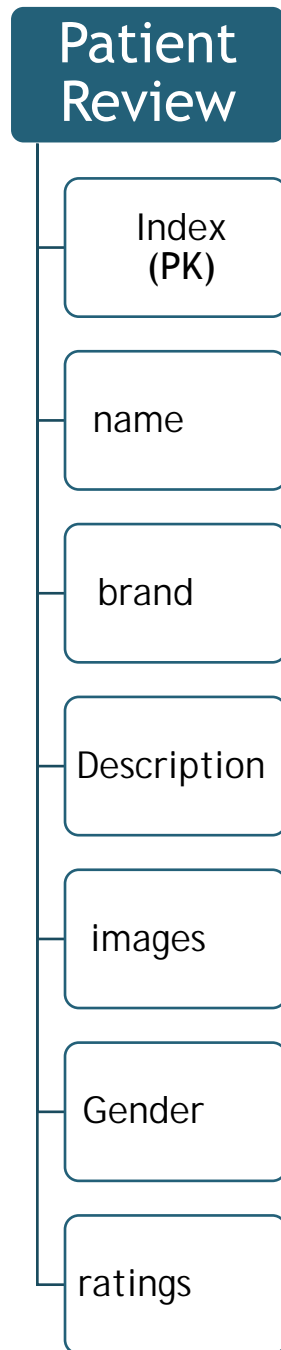 Patient
Review
Index
(PK)
name
brand
Description
images
Gender
ratings